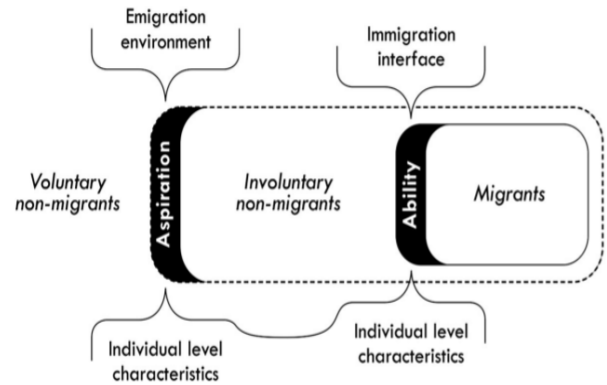 Emigration
environment
Immigration
interface
Voluntary
non-migrants
Aspiration
Involuntary
non-migrants
Ability
Migrants
Individual level
characteristics
Individual level
characteristics